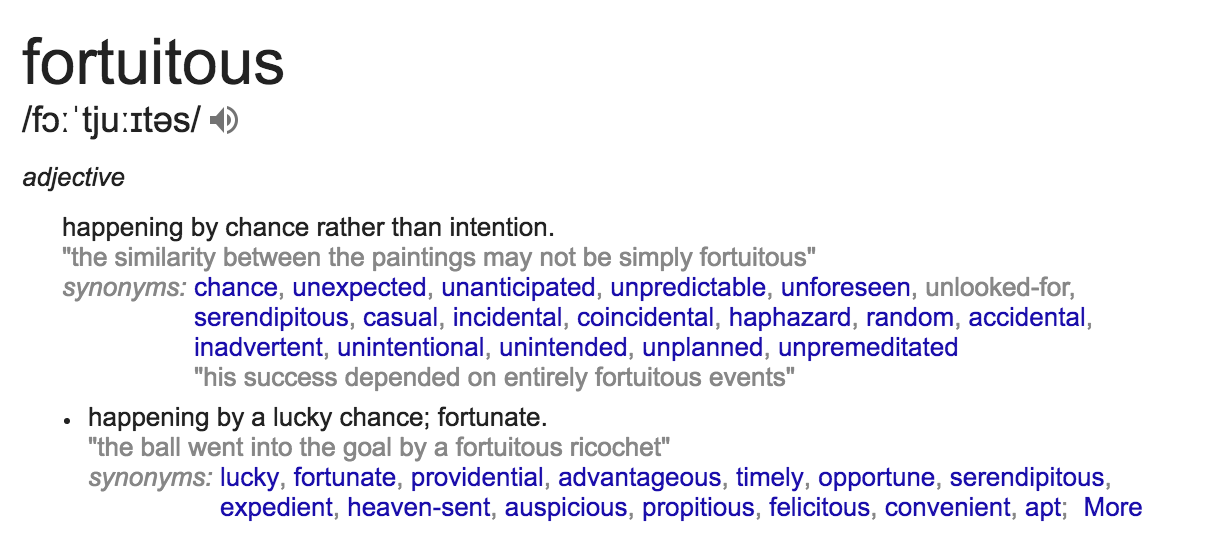 fortuitous
/fɔːˈtjuːɪtəs/
adjective
happening by chance rather than intention.
"the similarity between the paintings may not be simply fortuitous"
synonyms: chance, unexpected, unanticipated, unpredictable, unforeseen, unlooked-for,
serendipitous, casual, incidental, coincidental, haphazard, random, accidental,
inadvertent, unintentional, unintended, unplanned, unpremeditated
"his success depended on entirely fortuitous events"
• happening by a lucky chance; fortunate.
"the ball went into the goal by a fortuitous ricochet"
synonyms: lucky, fortunate, providential, advantageous, timely, opportune, serendipitous,
expedient, heaven-sent, auspicious, propitious, felicitous, convenient, apt; More